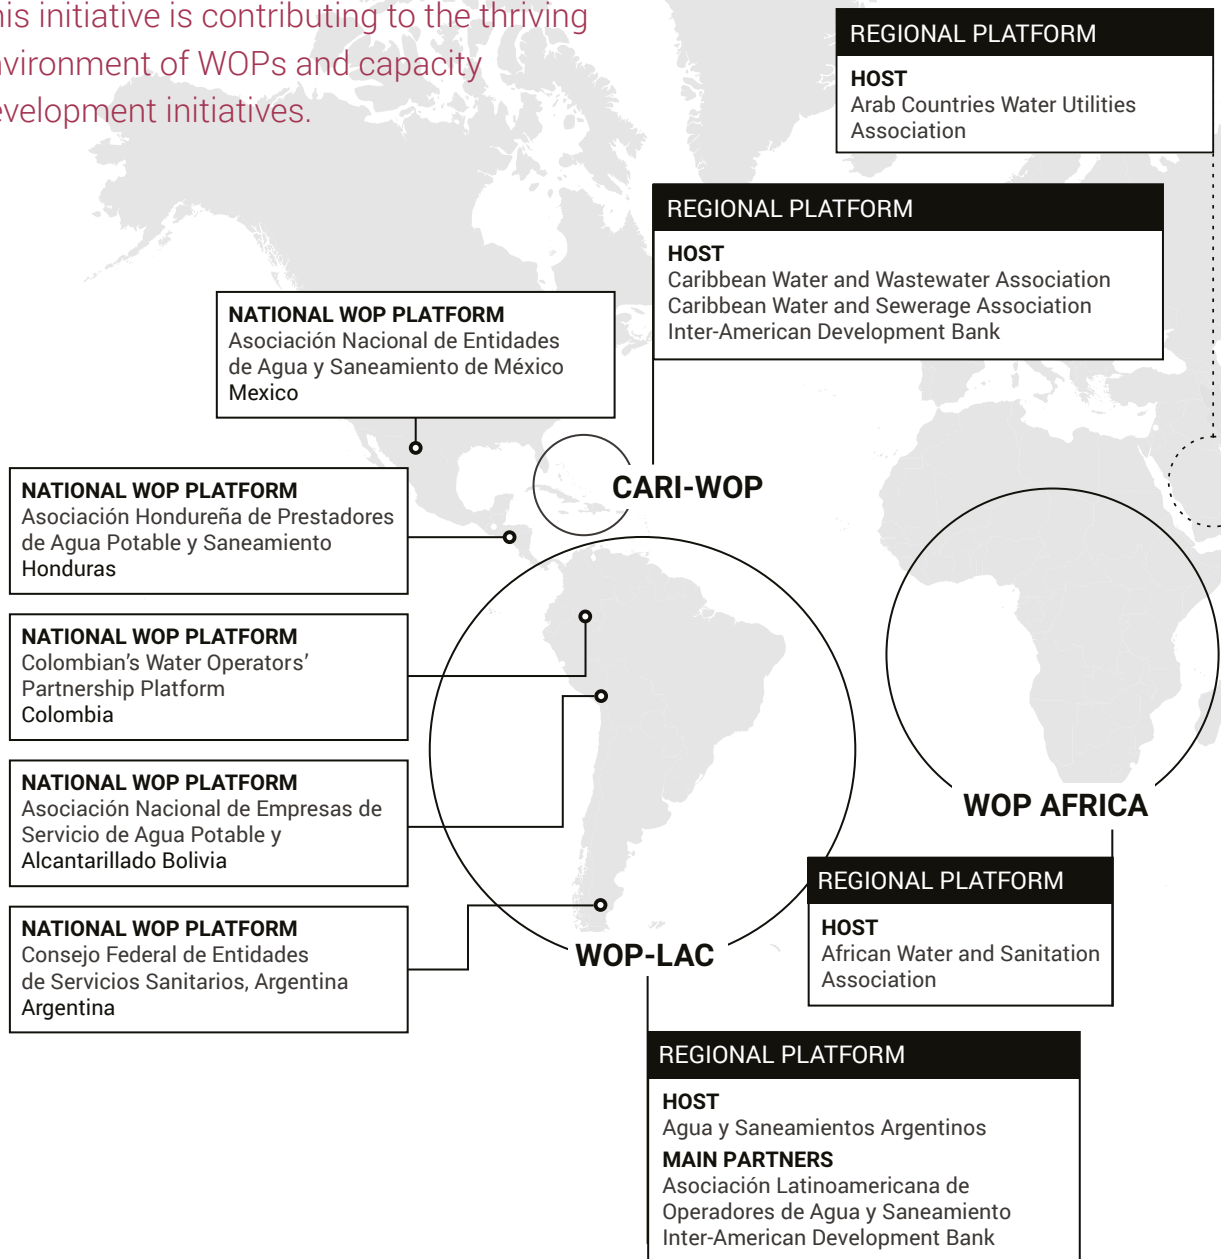 his initiative is contributing to the thriving
nvironment of WOPs and capacity
evelopment initiatives.
REGIONAL PLATFORM
HOST
Arab Countries Water Utilities
Association
REGIONAL PLATFORM
HOST
Caribbean Water and Wastewater Association
Caribbean Water and Sewerage Association
Inter-American Development Bank
NATIONAL WOP PLATFORM
Asociación Nacional de Entidades
de Agua y Saneamiento de México
Mexico
CARI-WOP
NATIONAL WOP PLATFORM
Asociación Hondureña de Prestadores
de Agua Potable y Saneamiento
Honduras
NATIONAL WOP PLATFORM
Colombian's Water Operators'
Partnership Platform
Colombia
NATIONAL WOP PLATFORM
Asociación Nacional de Empresas de
Servicio de Agua Potable y
Alcantarillado Bolivia
NATIONAL WOP PLATFORM
Consejo Federal de Entidades
de Servicios Sanitarios, Argentina
Argentina
WOP AFRICA
REGIONAL PLATFORM
HOST
African Water and Sanitation
Association
WOP-LAC
REGIONAL PLATFORM
HOST
Agua y Saneamientos Argentinos
MAIN PARTNERS
Asociación Latinoamericana de
Operadores de Agua y Saneamiento
Inter-American Development Bank